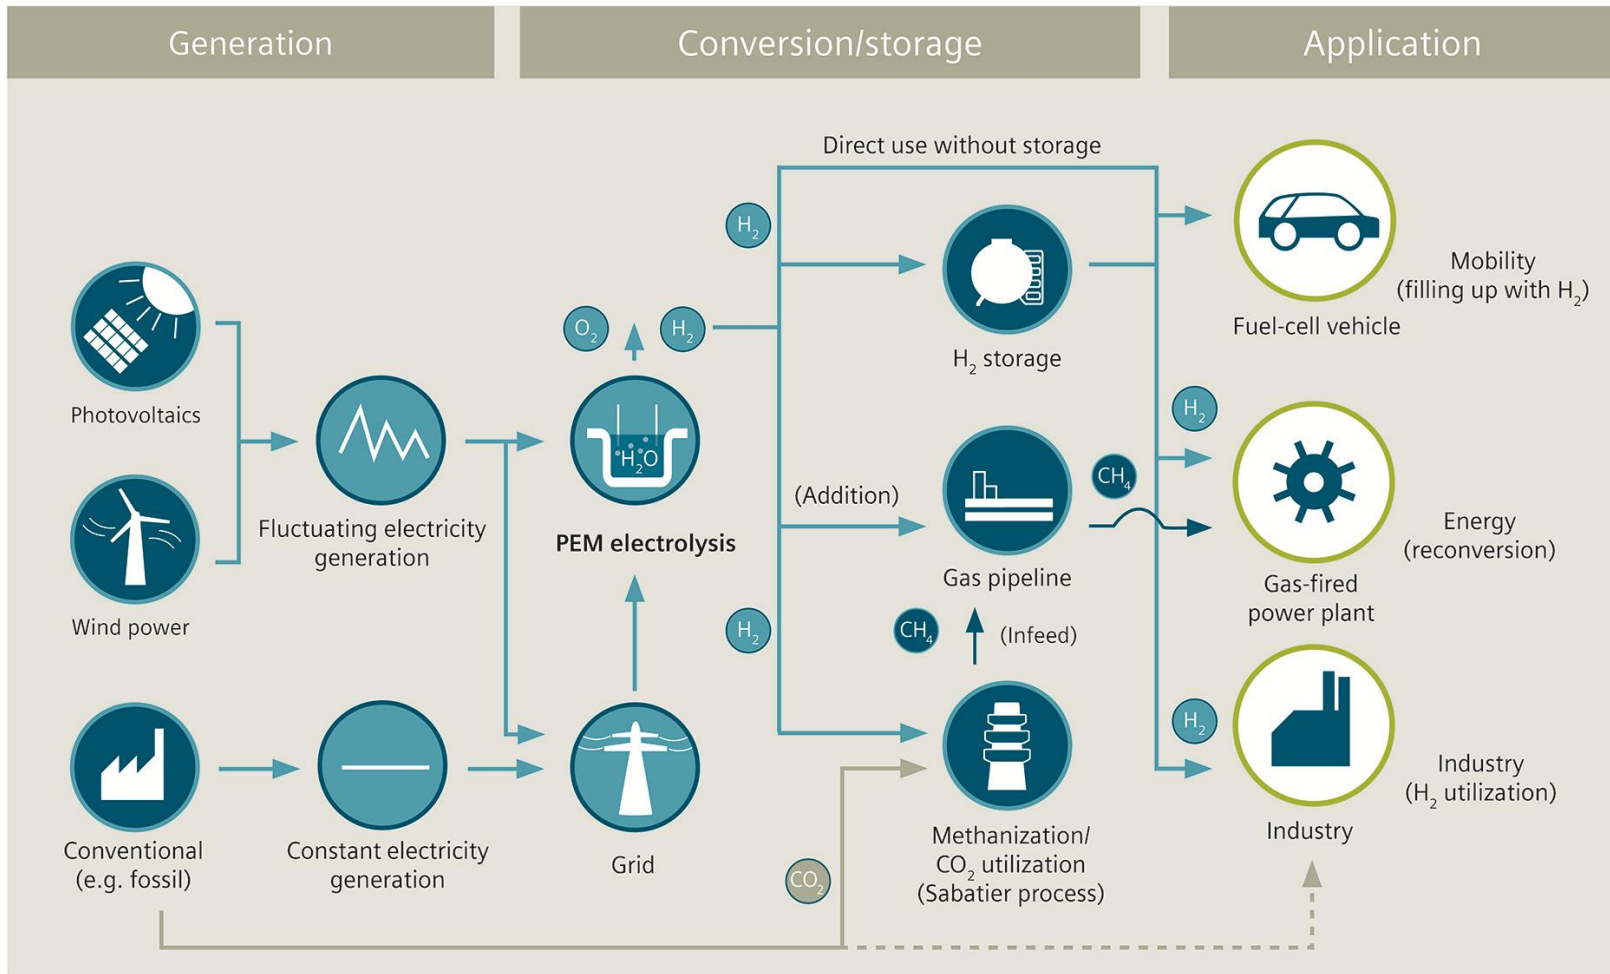 Generation
Conversion/storage
Application
Direct use without storage
H₂
O₂
H₂
H₂O
PEM electrolysis
Photovoltaics
Wind power
Fluctuating electricity
generation
Conventional
(e.g. fossil)
Constant electricity
generation
Grid
H₂ storage
(Addition)
Gas pipeline
CH₄
H₂
CH₄
(Infeed)
Methanization/
CO₂ utilization
(Sabatier process)
CO₂
Fuel-cell vehicle
Mobility
(filling up with H₂)
H₂
Gas-fired
power plant
Energy
(reconversion)
H₂
Industry
Industry
(H₂ utilization)